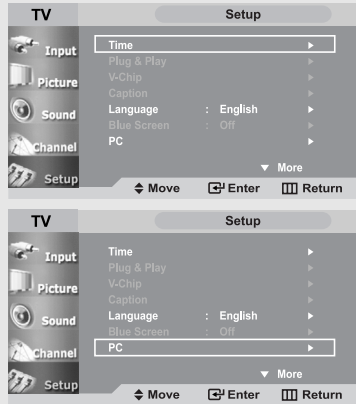 TV Setup
Input
Picture
Sound
Channel
Setup
Time ►
Plug & Play ►
V-Chip ►
Caption ►
Language : English ►
Blue Screen : Off ►
PC ►
▼ More
Move Enter Return
TV Setup
Input
Picture
Sound
Channel
Setup
Time ►
Plug & Play ►
V-Chip ►
Caption ►
Language : English ►
Blue Screen : Off ►
PC ►
▼ More
Move Enter Return